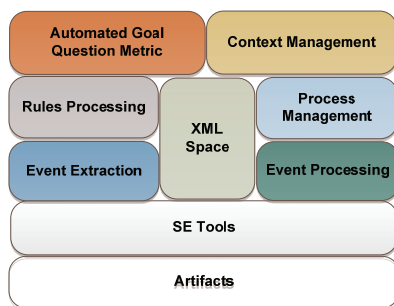 Automated Goal
Question Metric
Context Management
Rules Processing
XML
Space
Process
Management
Event Extraction
Event Processing
SE Tools
Artifacts